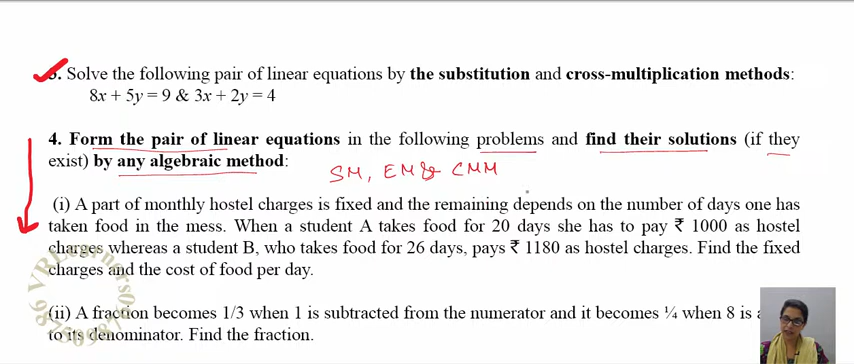 3. Solve the following pair of linear equations by the substitution and cross-multiplication methods:
8x + 5y = 9 & 3x + 2y = 4
4. Form the pair of linear equations in the following problems and find their solutions (if they
exist) by any algebraic method:
SM, EM & CMM
(i) A part of monthly hostel charges is fixed and the remaining depends on the number of days one has
taken food in the mess. When a student A takes food for 20 days she has to pay ₹ 1000 as hostel
charges whereas a student B, who takes food for 26 days, pays ₹ 1180 as hostel charges. Find the fixed
charges and the cost of food per day.
(ii) A fraction becomes 1/3 when 1 is subtracted from the numerator and it becomes ¼ when 8 is
to its denominator. Find the fraction.